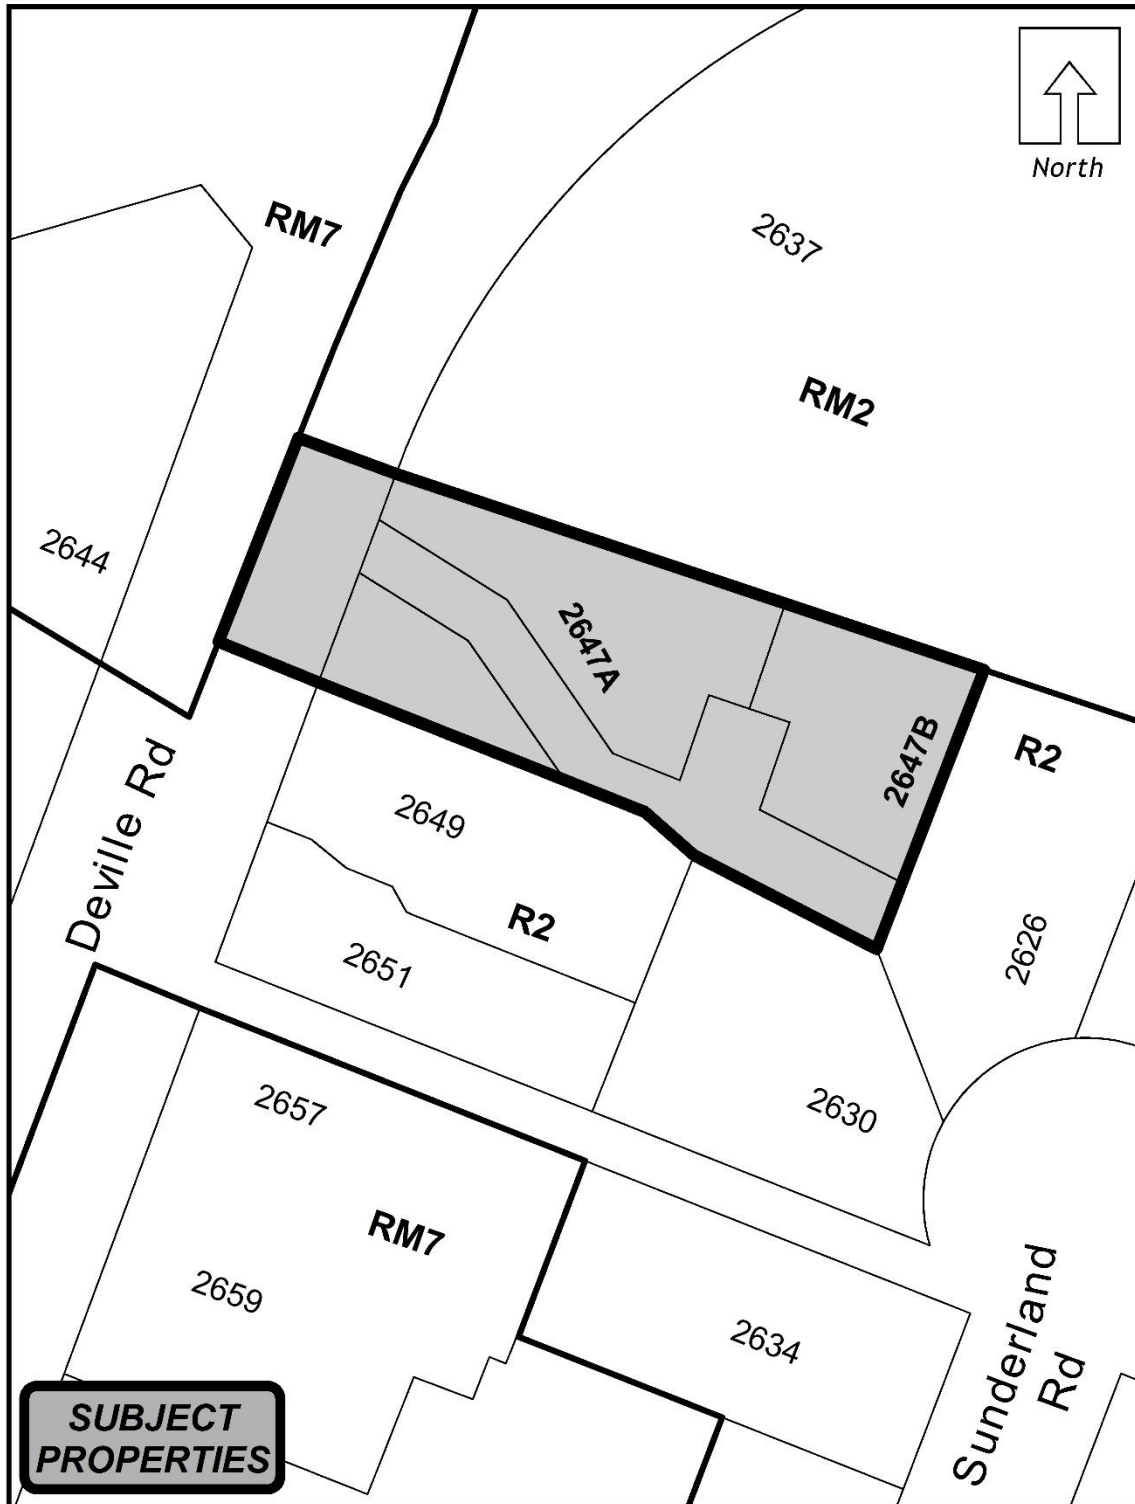 North
RM7
2637
RM2
2644
2647A
2647B
R2
Deville Rd
2649
R2
2651
2626
2657
2630
RM7
2659
2634
Sunderland
Rd
SUBJECT
PROPERTIES